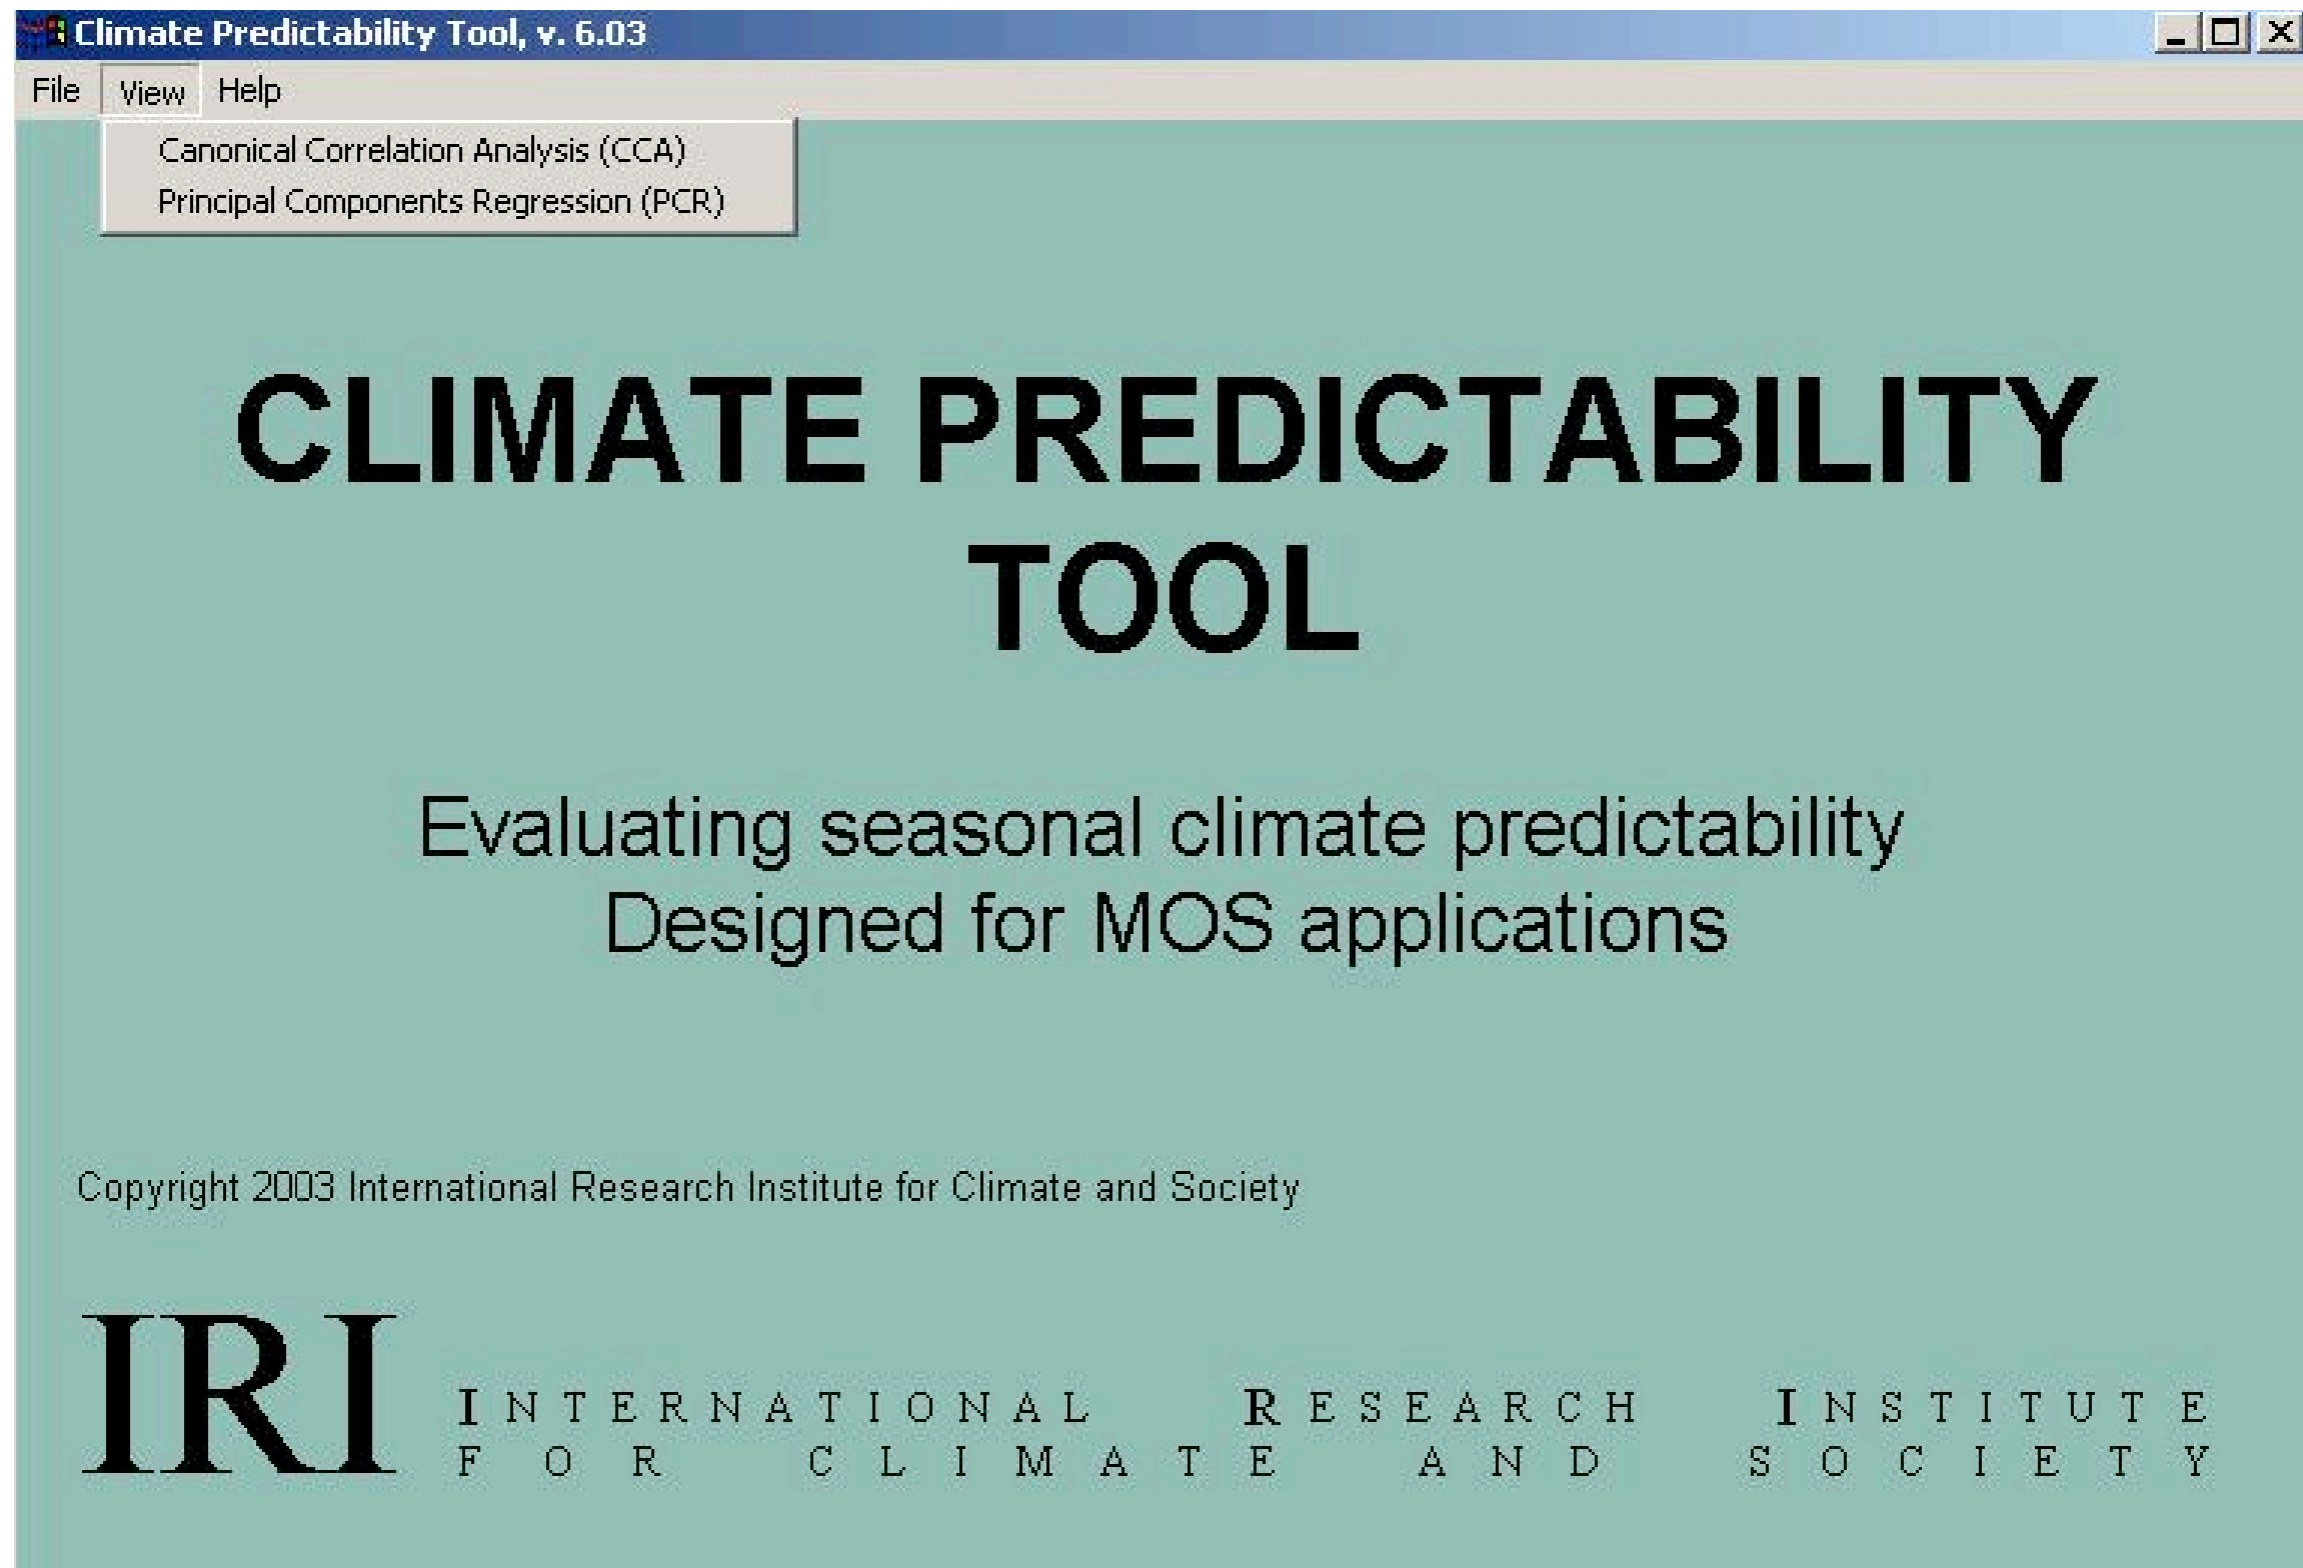 Climate Predictability Tool, v. 6.03
File View Help
Canonical Correlation Analysis (CCA)
Principal Components Regression (PCR)
CLIMATE PREDICTABILITY
TOOL
Evaluating seasonal climate predictability
Designed for MOS applications
Copyright 2003 International Research Institute for Climate and Society
IRI
INTERNATIONAL RESEARCH INSTITUTE
FOR CLIMATE AND SOCIETY